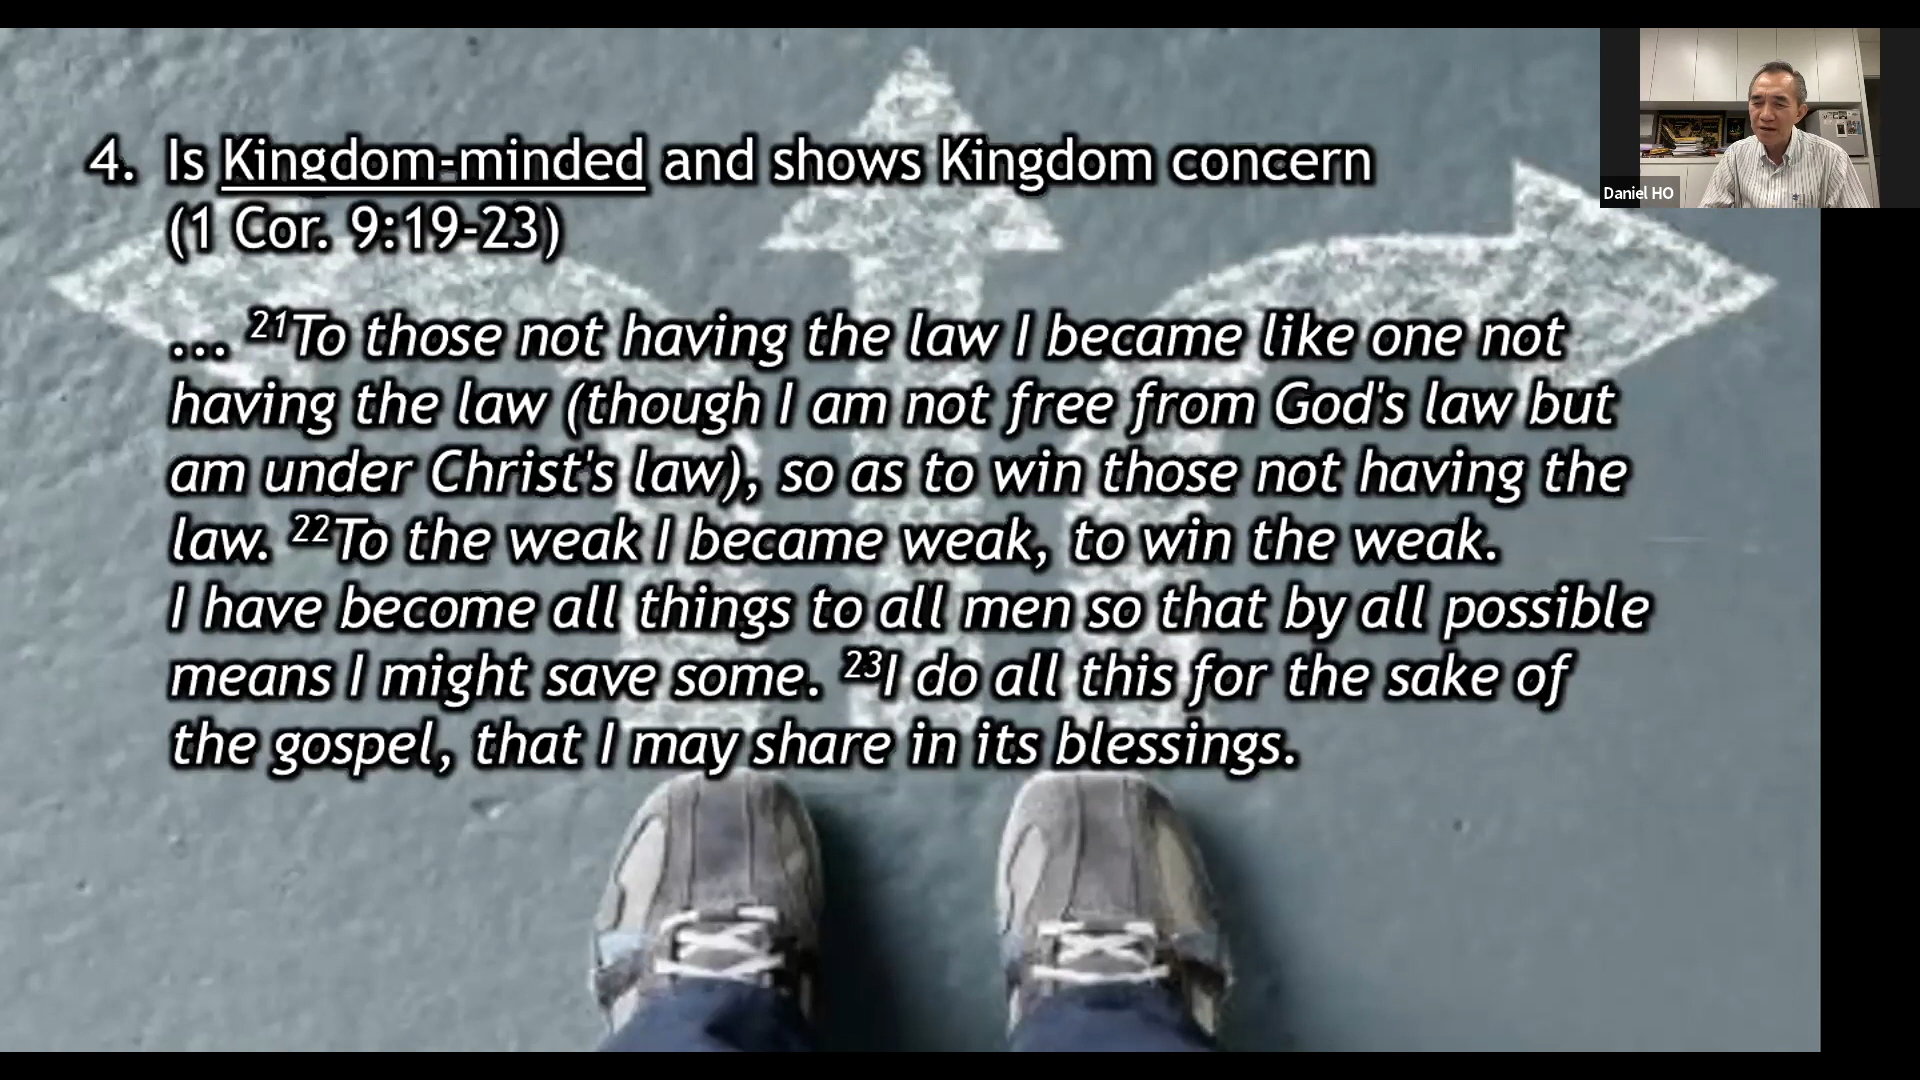 4. Is Kingdom-minded and shows Kingdom concern
(1 Cor. 9:19-23)
... ²¹To those not having the law I became like one not
having the law (though I am not free from God's law but
am under Christ's law), so as to win those not having the
law. ²²To the weak I became weak, to win the weak.
I have become all things to all men so that by all possible
means I might save some. ²³I do all this for the sake of
the gospel, that I may share in its blessings.
Daniel HO